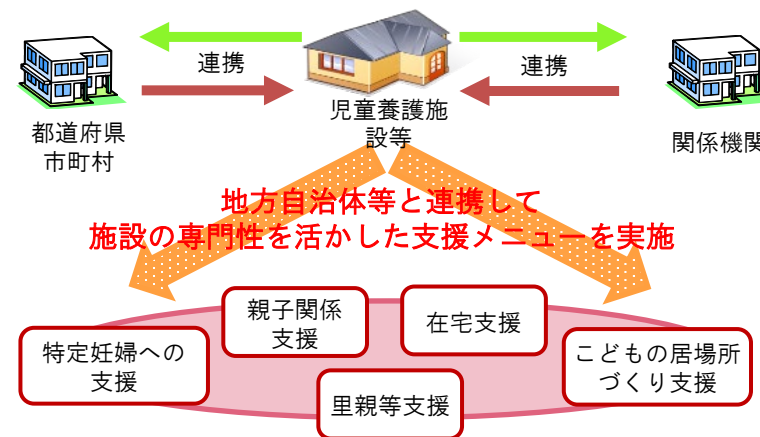 連携
連携
児童養護施
設等
都道府県
市町村
関係機関
地方自治体等と連携して
施設の専門性を活かした支援メニューを実施
親子関係
支援
在宅支援
特定妊婦への
支援
こどもの居場所
づくり支援
里親等支援